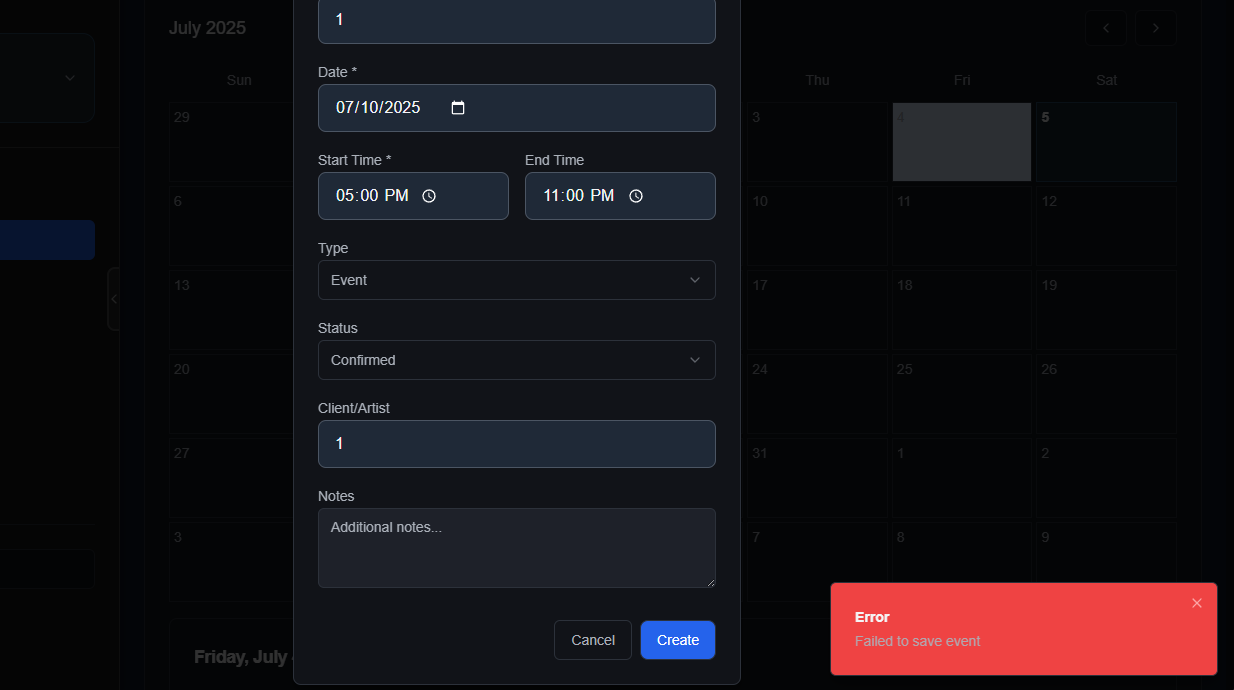 July 2025
Sun
Thu
Fri
Sat
29
3
4
5
6
10
11
12
13
17
18
19
20
24
25
26
27
31
1
2
3
7
8
9
Friday, July
1
Date *
07/10/2025
Start Time *
End Time
05:00 PM
11:00 PM
Type
Event
Status
Confirmed
Client/Artist
1
Notes
Additional notes...
Cancel
Create
Error
Failed to save event